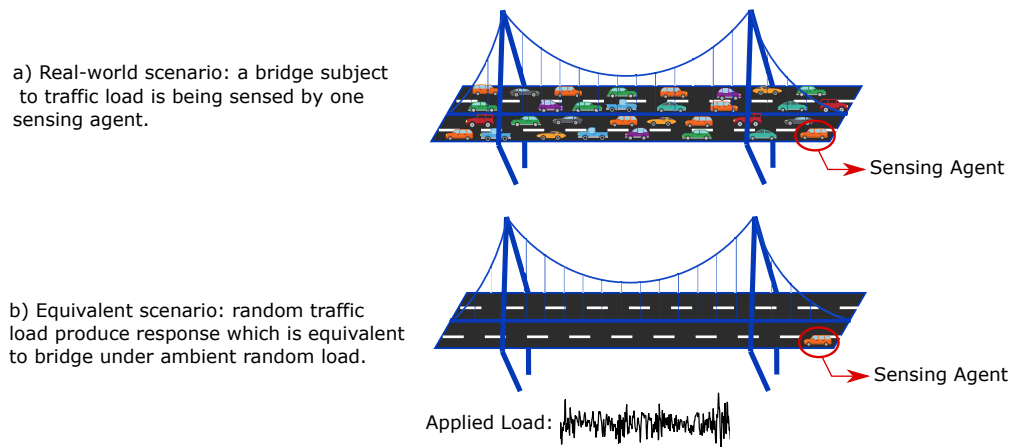 a) Real-world scenario: a bridge subject
to traffic load is being sensed by one
sensing agent.
Sensing Agent
b) Equivalent scenario: random traffic
load produce response which is equivalent
to bridge under ambient random load.
Sensing Agent
Applied Load: